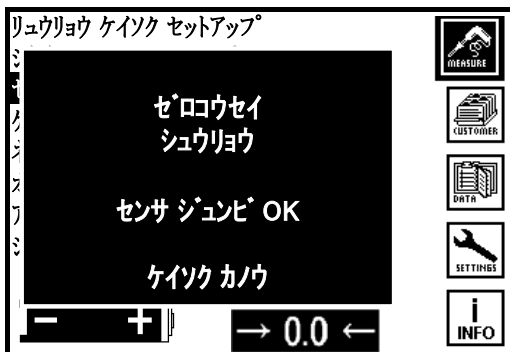 リュウリョウ ケイソク セットアップ
MEASURE
ゼロコウセイ
シュウリョウ
センサ ジュンビ OK
ケイソク カノウ
CUSTOMER
DATA
SETTINGS
i
INFO
− +
→ 0.0 ←